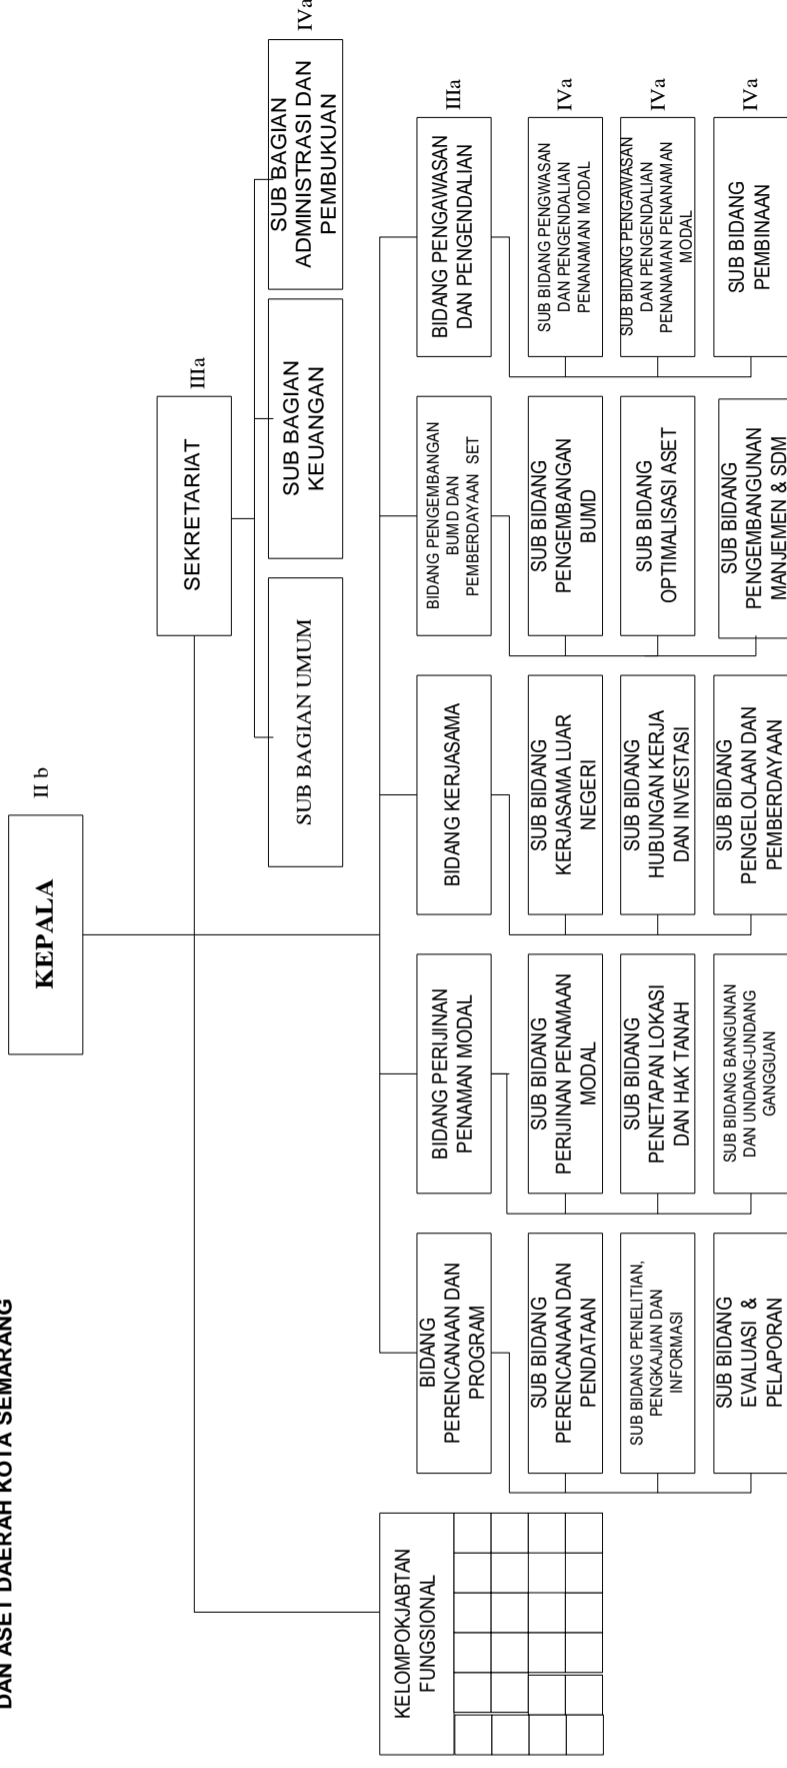 DAN ASET DAERAH KOTA SEMARANG
KEPALA
II b
SEKRETARIAT
IIIa
SUB BAGIAN UMUM
SUB BAGIAN
KEUANGAN
SUB BAGIAN
ADMINISTRASI DAN
PEMBUKUAN
IVa
KELOMPOKJABTAN
FUNGSIONAL
BIDANG
PERENCANAAN DAN
PROGRAM
BIDANG PERIJINAN
PENAMAN MODAL
BIDANG KERJASAMA
BIDANG PENGEMBANGAN
BUMD DAN
PEMBERDAYAAN SET
BIDANG PENGAWASAN
DAN PENGENDALIAN
IIIa
SUB BIDANG
PERENCANAAN DAN
PENDATAAN
SUB BIDANG
PERIJINAN PENAMAAN
MODAL
SUB BIDANG
KERJASAMA LUAR
NEGERI
SUB BIDANG
PENGEMBANGAN
BUMD
SUB BIDANG PENGWASAN
DAN PENGENDALIAN
PENANAMAN MODAL
IVa
SUB BIDANG PENELITIAN,
PENGKAJIAN DAN
INFORMASI
SUB BIDANG
PENETAPAN LOKASI
DAN HAK TANAH
SUB BIDANG
HUBUNGAN KERJA
DAN INVESTASI
SUB BIDANG
OPTIMALISASI ASET
SUB BIDANG PENGAWASAN
DAN PENGENDALIAN
PENANAMAN PENANAMAN
MODAL
IVa
SUB BIDANG
EVALUASI &
PELAPORAN
SUB BIDANG BANGUNAN
DAN UNDANG-UNDANG
GANGGUAN
SUB BIDANG
PENGELOLAAN DAN
PEMBERDAYAAN
SUB BIDANG
PENGEMBANGUNAN
MANJEMEN & SDM
SUB BIDANG
PEMBINAAN
IVa